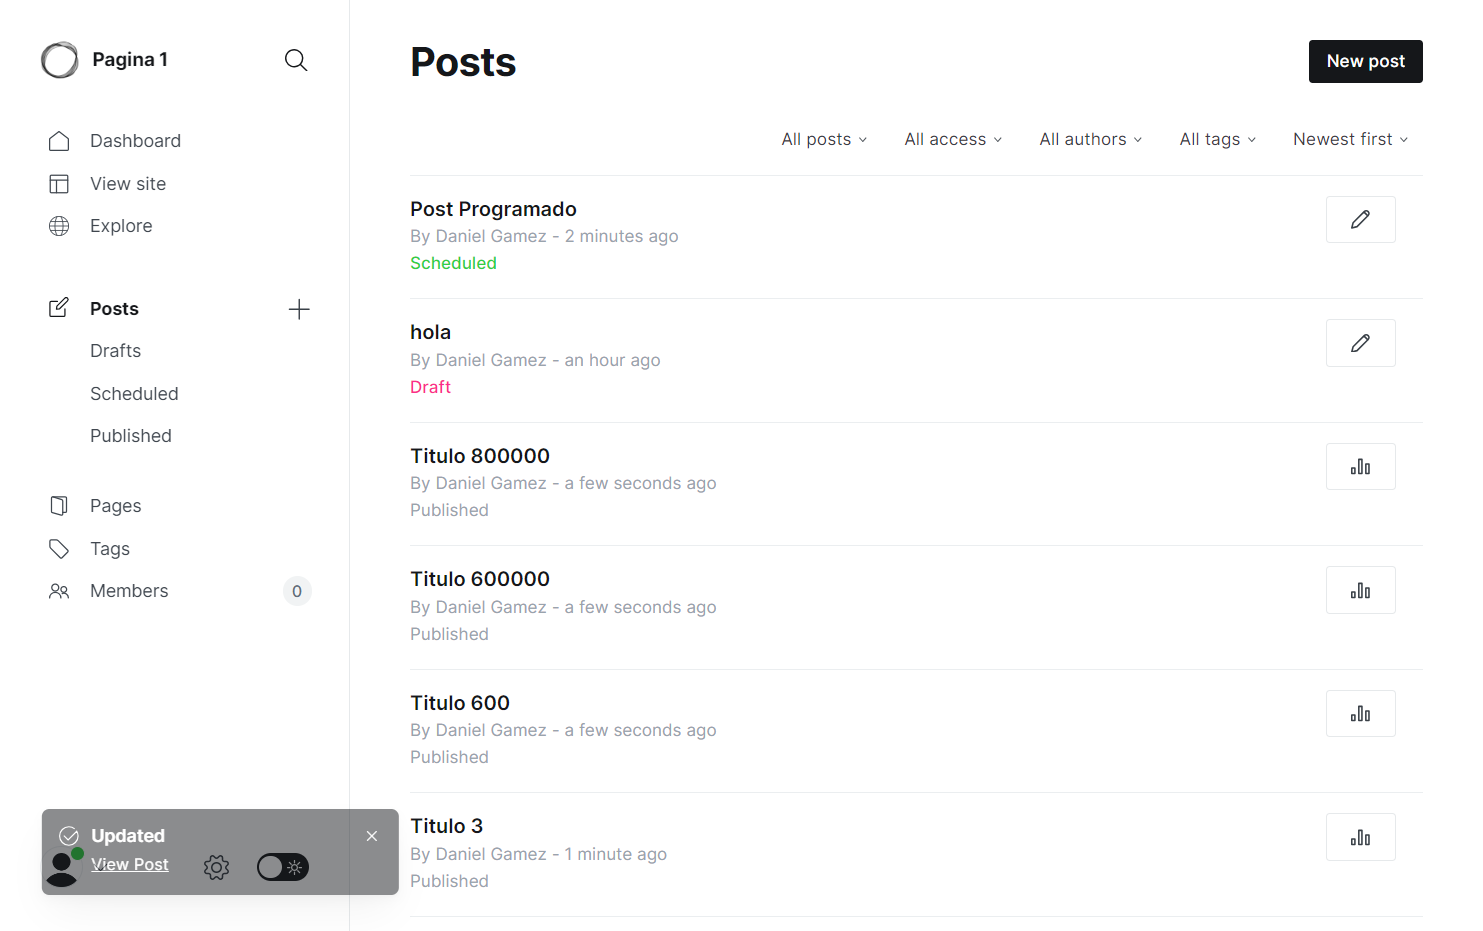 Pagina 1
Dashboard
View site
Explore
Posts
Drafts
Scheduled
Published
Pages
Tags
Members 0
Updated
View Post
Posts
New post
All posts All access All authors All tags Newest first
Post Programado
By Daniel Gamez - 2 minutes ago
Scheduled
hola
By Daniel Gamez - an hour ago
Draft
Titulo 800000
By Daniel Gamez - a few seconds ago
Published
Titulo 600000
By Daniel Gamez - a few seconds ago
Published
Titulo 600
By Daniel Gamez - a few seconds ago
Published
Titulo 3
By Daniel Gamez - 1 minute ago
Published